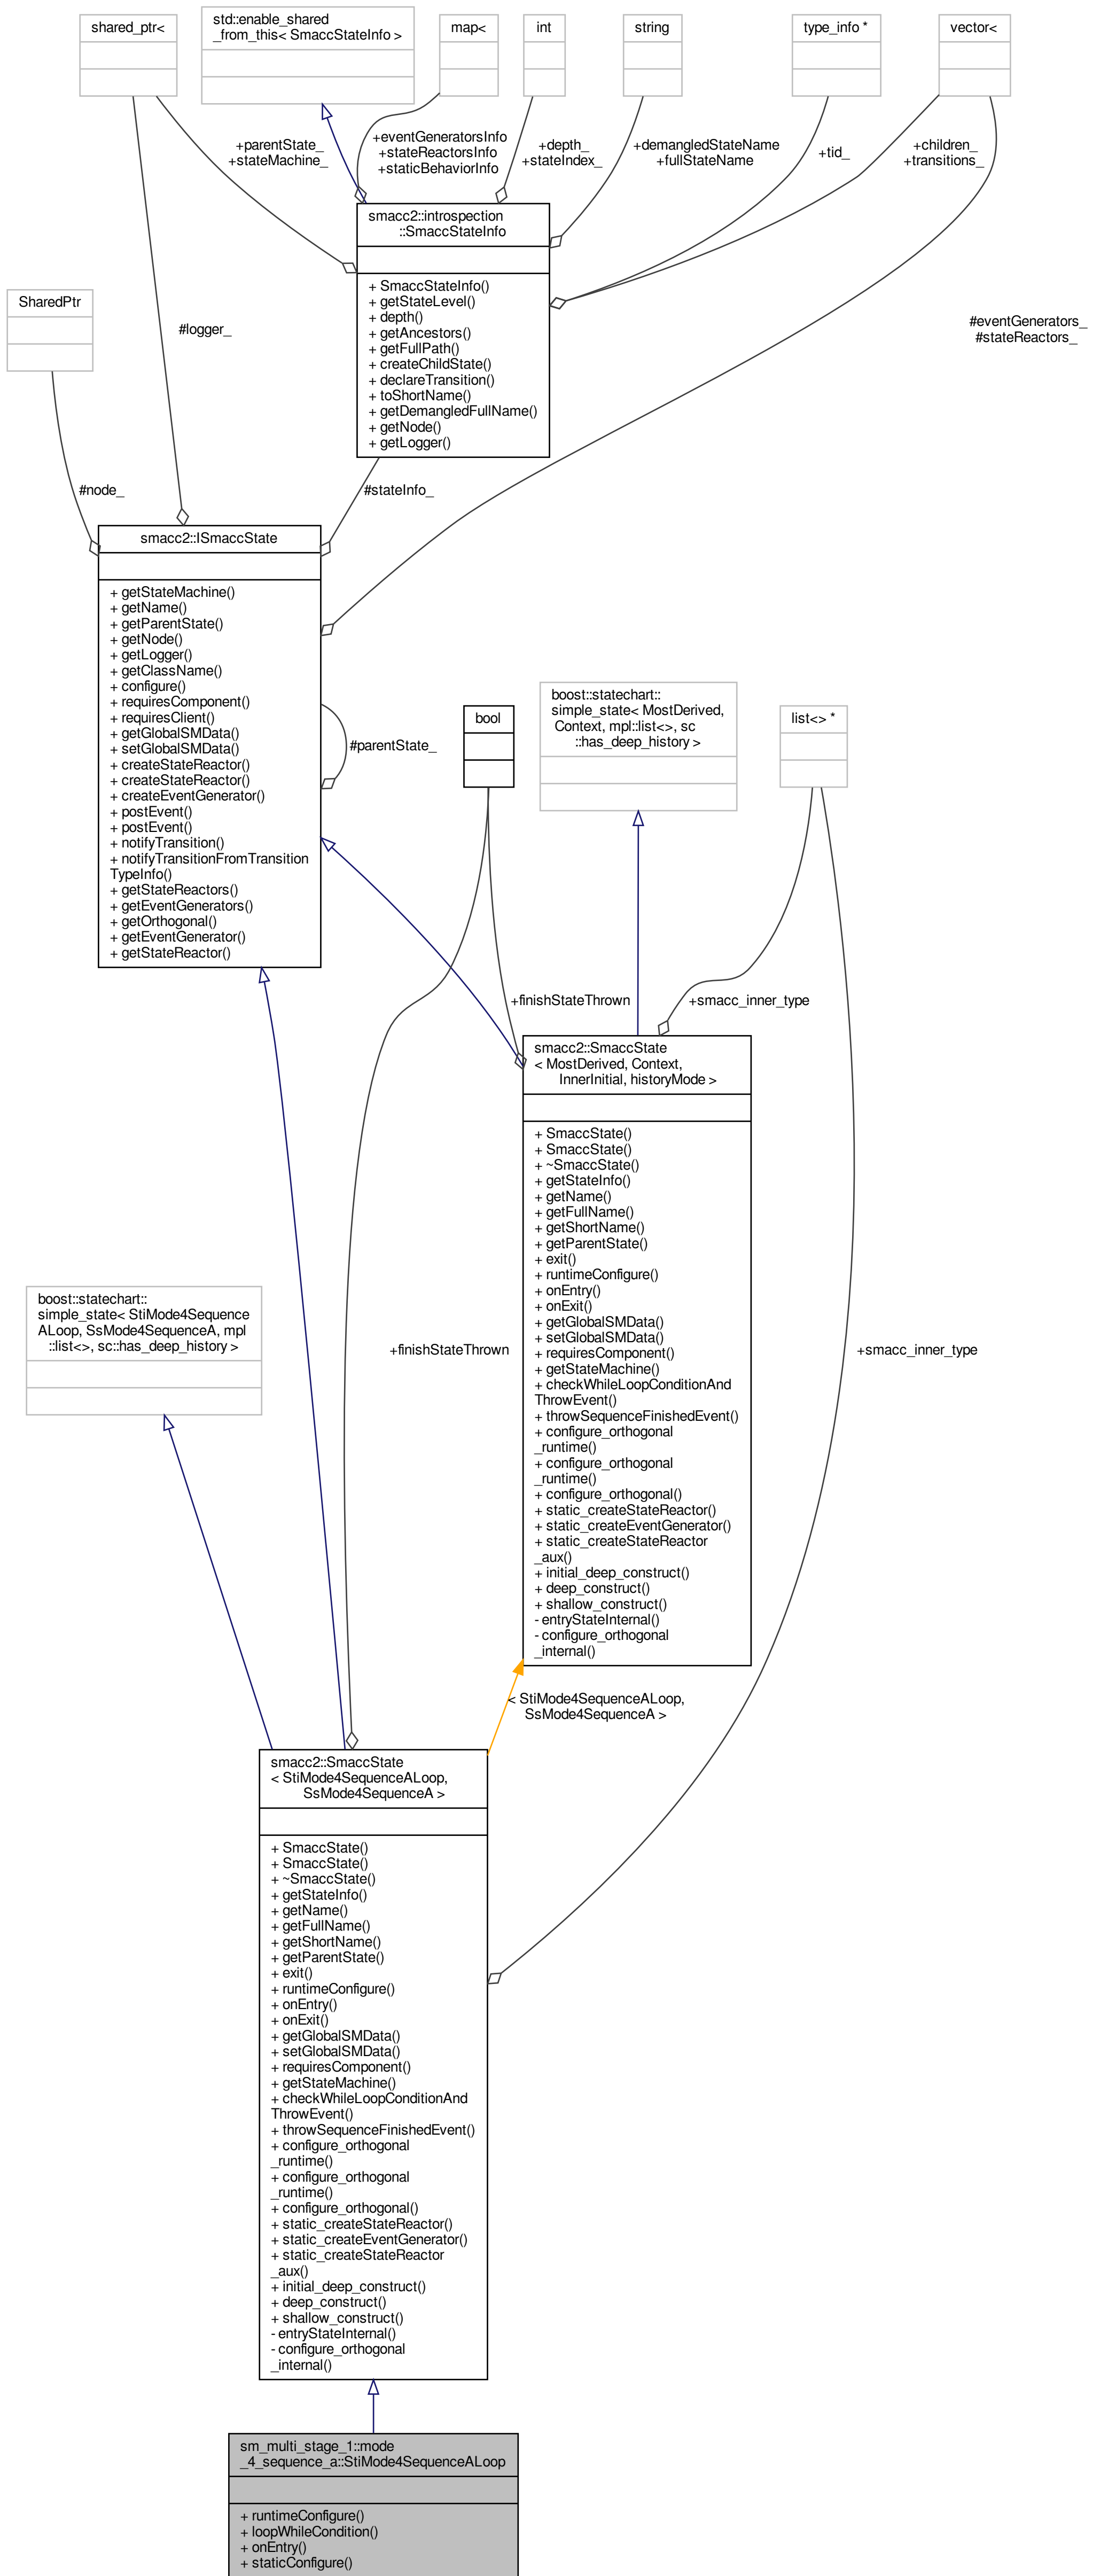 shared_ptr<
std::enable_shared
_from_this< SmaccStateInfo >
map<
int
string
type_info *
vector<
+parentState_
+stateMachine_
+eventGeneratorsInfo
+stateReactorsInfo
+staticBehaviorInfo
+depth_
+stateIndex_
+demangledStateName
+fullStateName
+tid_
+children_
+transitions_
smacc2::introspection
::SmaccStateInfo
+ SmaccStateInfo()
+ getStateLevel()
+ depth()
+ getAncestors()
+ getFullPath()
+ createChildState()
+ declareTransition()
+ toShortName()
+ getDemangledFullName()
+ getNode()
+ getLogger()
SharedPtr
#logger_
#eventGenerators_
#stateReactors_
#node_
#stateInfo_
smacc2::ISmaccState
+ getStateMachine()
+ getName()
+ getParentState()
+ getNode()
+ getLogger()
+ getClassName()
+ configure()
+ requiresComponent()
+ requiresClient()
+ getGlobalSMData()
+ setGlobalSMData()
+ createStateReactor()
+ createStateReactor()
+ createEventGenerator()
+ postEvent()
+ postEvent()
+ notifyTransition()
+ notifyTransitionFromTransition
TypeInfo()
+ getStateReactors()
+ getEventGenerators()
+ getOrthogonal()
+ getEventGenerator()
+ getStateReactor()
#parentState_
bool
boost::statechart::
simple_state< MostDerived,
Context, mpl::list<>, sc
::has_deep_history >
list<> *
+finishStateThrown
+smacc_inner_type
smacc2::SmaccState
< MostDerived, Context,
InnerInitial, historyMode >
+ SmaccState()
+ SmaccState()
+ ~SmaccState()
+ getStateInfo()
+ getName()
+ getFullName()
+ getShortName()
+ getParentState()
+ exit()
+ runtimeConfigure()
+ onEntry()
+ onExit()
+ getGlobalSMData()
+ setGlobalSMData()
+ requiresComponent()
+ getStateMachine()
+ checkWhileLoopConditionAnd
ThrowEvent()
+ throwSequenceFinishedEvent()
+ configure_orthogonal
_runtime()
+ configure_orthogonal
_runtime()
+ configure_orthogonal()
+ static_createStateReactor()
+ static_createEventGenerator()
+ static_createStateReactor
_aux()
+ initial_deep_construct()
+ deep_construct()
+ shallow_construct()
- entryStateInternal()
- configure_orthogonal
_internal()
boost::statechart::
simple_state< StiMode4Sequence
ALoop, SsMode4SequenceA, mpl
::list<>, sc::has_deep_history >
+finishStateThrown
+smacc_inner_type
< StiMode4SequenceALoop,
SsMode4SequenceA >
smacc2::SmaccState
< StiMode4SequenceALoop,
SsMode4SequenceA >
+ SmaccState()
+ SmaccState()
+ ~SmaccState()
+ getStateInfo()
+ getName()
+ getFullName()
+ getShortName()
+ getParentState()
+ exit()
+ runtimeConfigure()
+ onEntry()
+ onExit()
+ getGlobalSMData()
+ setGlobalSMData()
+ requiresComponent()
+ getStateMachine()
+ checkWhileLoopConditionAnd
ThrowEvent()
+ throwSequenceFinishedEvent()
+ configure_orthogonal
_runtime()
+ configure_orthogonal
_runtime()
+ configure_orthogonal()
+ static_createStateReactor()
+ static_createEventGenerator()
+ static_createStateReactor
_aux()
+ initial_deep_construct()
+ deep_construct()
+ shallow_construct()
- entryStateInternal()
- configure_orthogonal
_internal()
sm_multi_stage_1::mode
_4_sequence_a::StiMode4SequenceALoop
+ runtimeConfigure()
+ loopWhileCondition()
+ onEntry()
+ staticConfigure()